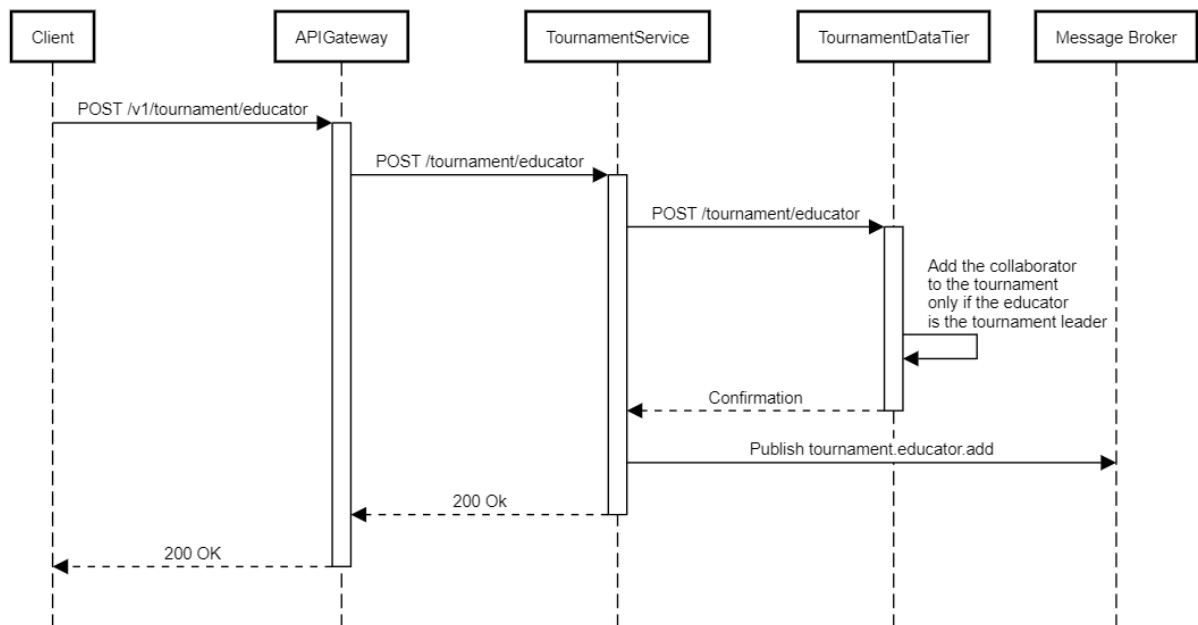 Client
APIGateway
TournamentService
TournamentDataTier
Message Broker
POST /v1/tournament/educator
POST /tournament/educator
POST /tournament/educator
Add the collaborator
to the tournament
only if the educator
is the tournament leader
Confirmation
Publish tournament.educator.add
200 Ok
200 OK